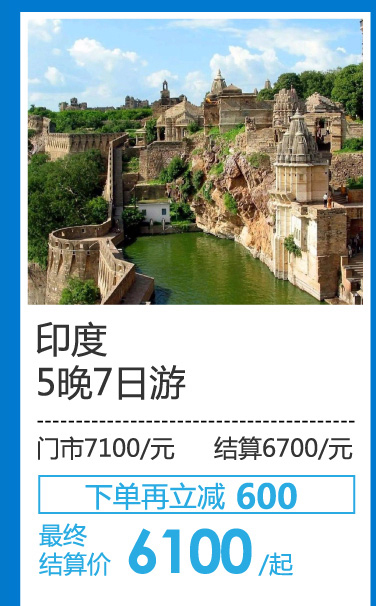 印度
5晚7日游
门市7100/元 结算6700/元
下单再立减 600
最终
结算价 6100 /起